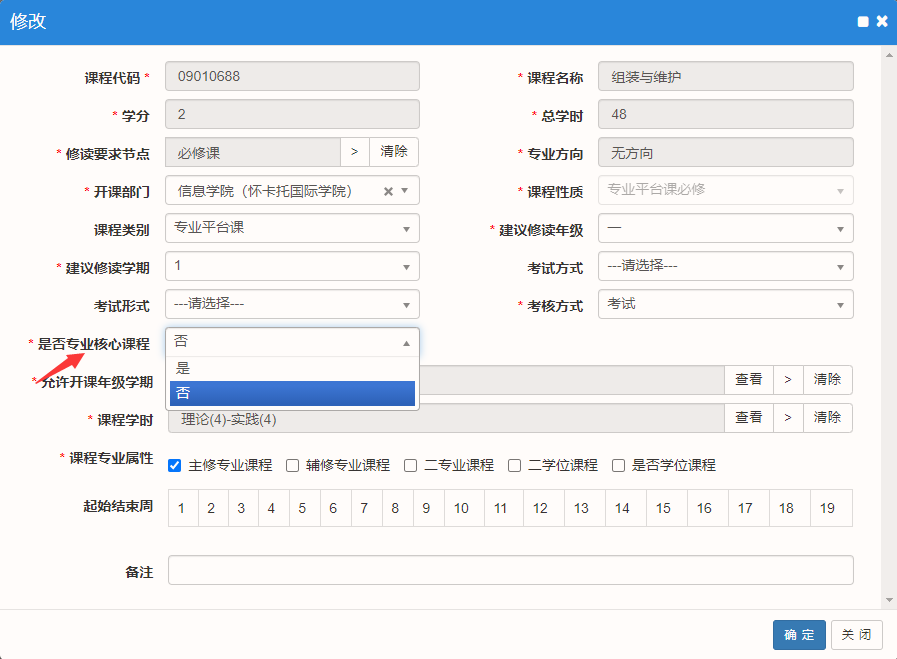 修改
课程代码 * 09010688 * 课程名称 组装与维护
* 学分 2 * 总学时 48
* 修读要求节点 必修课 > 清除 * 专业方向 无方向
* 开课部门 信息学院（怀卡托国际学院） * 课程性质 专业平台课必修
课程类别 专业平台课 * 建议修读年级 一
* 建议修读学期 1 考试方式 ---请选择---
考试形式 ---请选择--- * 考核方式 考试
* 是否专业核心课程 否
是
否
* 允许开课年级学期 查看 > 清除
* 课程学时 理论(4)-实践(4) 查看 > 清除
* 课程专业属性 主修专业课程 辅修专业课程 二专业课程 二学位课程 是否学位课程
起始结束周 1 2 3 4 5 6 7 8 9 10 11 12 13 14 15 16 17 18 19
备注
确 定 关 闭